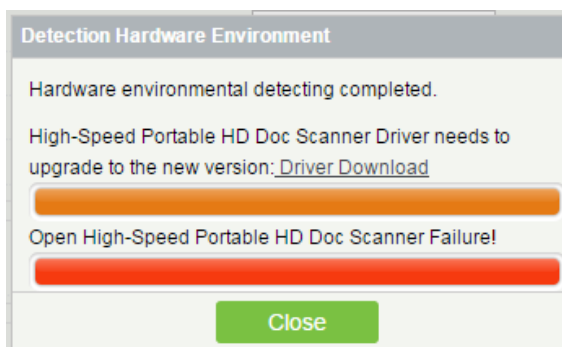 Detection Hardware Environment
Hardware environmental detecting completed.
High-Speed Portable HD Doc Scanner Driver needs to
upgrade to the new version: Driver Download
Open High-Speed Portable HD Doc Scanner Failure!
Close